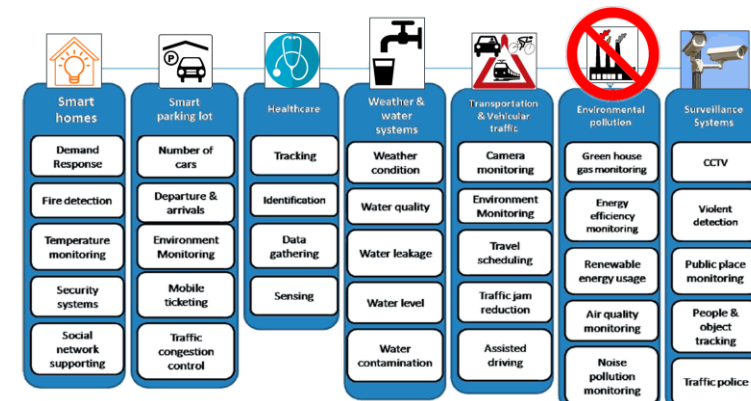 P
Smart
homes
Demand
Response
Fire detection
Temperature
monitoring
Security
systems
Social
network
supporting
Smart
parking lot
Number of
cars
Departure &
arrivals
Environment
Monitoring
Mobile
ticketing
Traffic
congestion
control
Healthcare
Tracking
Identification
Data
gathering
Sensing
Weather &
water
systems
Weather
condition
Water quality
Water leakage
Water level
Water
contamination
Transportation
& Vehicular
traffic
Camera
monitoring
Environment
Monitoring
Travel
scheduling
Traffic jam
reduction
Assisted
driving
Environmental
pollution
Green house
gas monitoring
Energy
efficiency
monitoring
Renewable
energy usage
Air quality
monitoring
Noise
pollution
monitoring
Surveillance
Systems
CCTV
Violent
detection
Public place
monitoring
People &
object
tracking
Traffic police